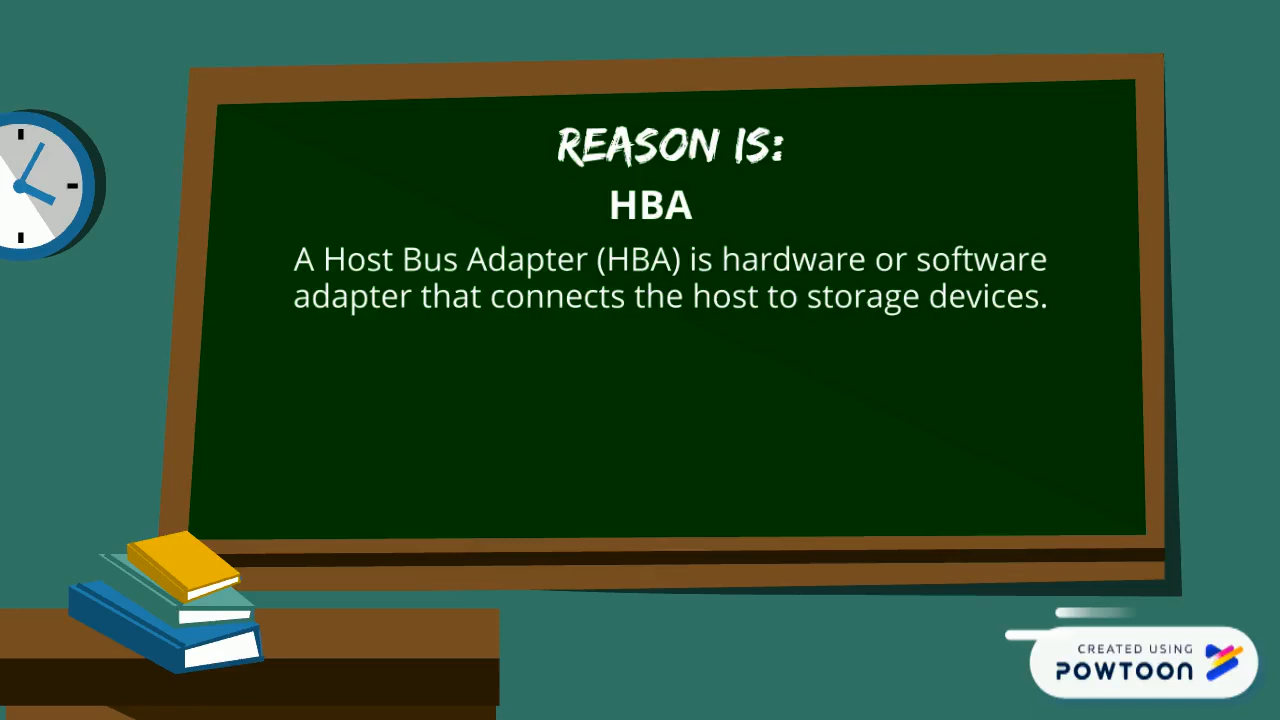 REASON IS:
HBA
A Host Bus Adapter (HBA) is hardware or software
adapter that connects the host to storage devices.
CREATED USING
POWTOON